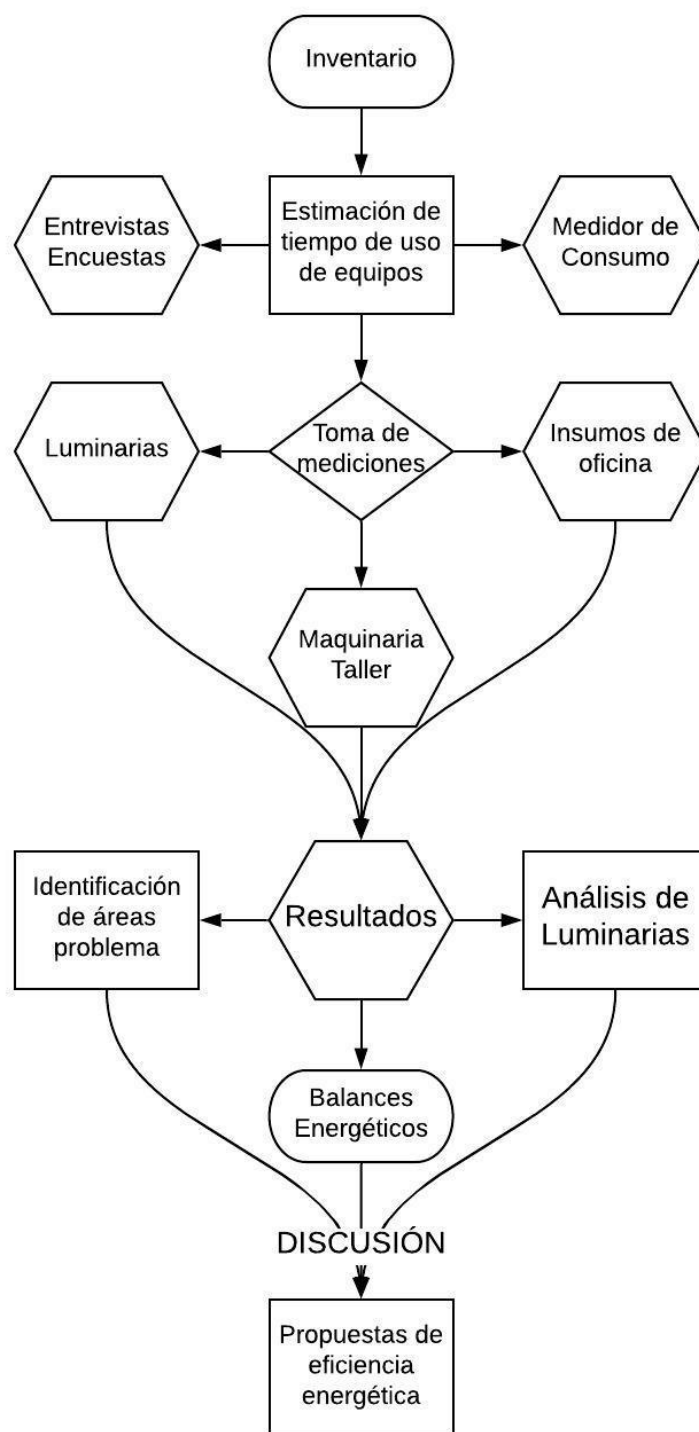 Inventario
Entrevistas
Encuestas
Estimación de
tiempo de uso
de equipos
Medidor de
Consumo
Luminarias
Toma de
mediciones
Insumos de
oficina
Maquinaria
Taller
Identificación
de áreas
problema
Resultados
Análisis de
Luminarias
Balances
Energéticos
DISCUSIÓN
Propuestas de
eficiencia
energética